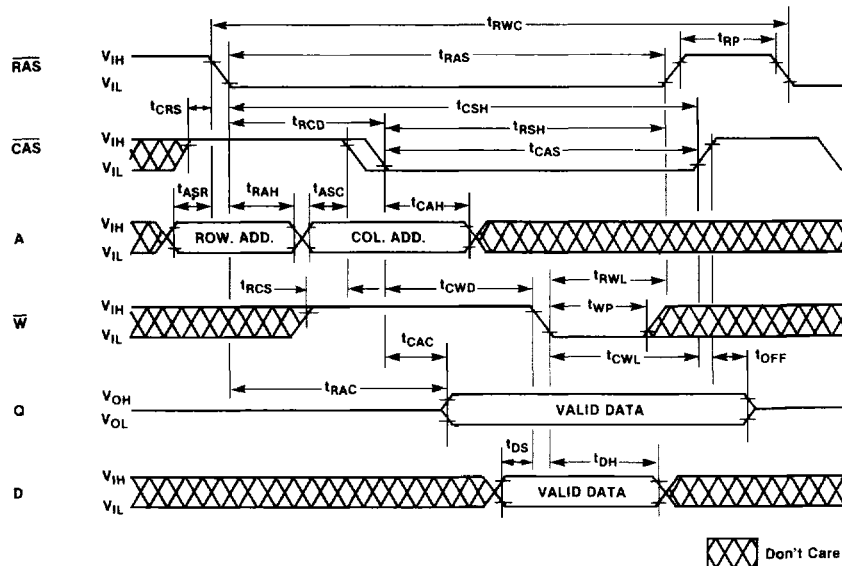 tRWC
tRP
RAS
VIH
VIL
tRAS
tCRS
tCSH
tRCD
tRSH
CAS
VIH
VIL
tCAS
tASR
tRAH
tASC
tCAH
A
VIH
VIL
ROW. ADD.
COL. ADD.
tRCS
tCWD
tRWL
W
VIH
VIL
tWP
tCAC
tCWL
tOFF
tRAC
Q
VOH
VOL
VALID DATA
tDS
tDH
D
VIH
VIL
VALID DATA
Don't Care